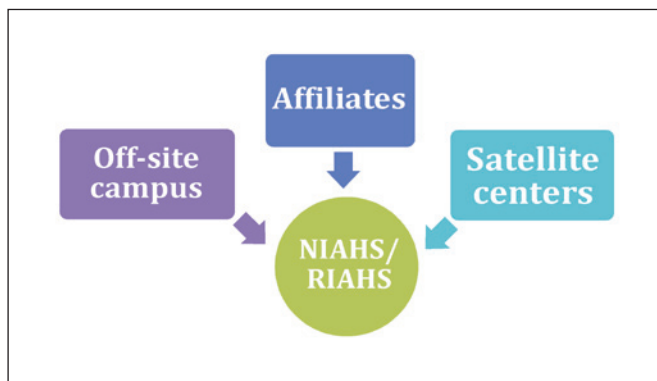 Affiliates
Off-site
campus
Satellite
centers
NIAHS/
RIAHS